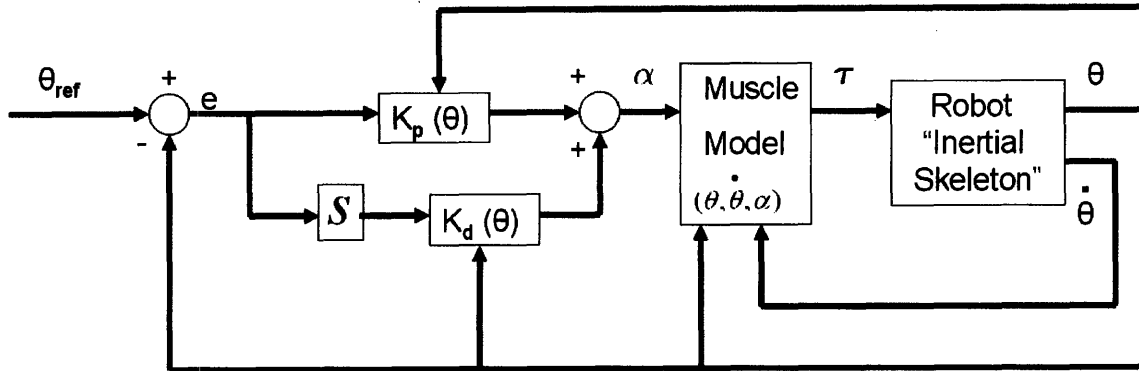 θref
+
-
e
Kp (θ)
S
Kd (θ)
+
+
α
Muscle
Model
(θ, θ̇, α)
τ
Robot
“Inertial
Skeleton”
θ
θ̇